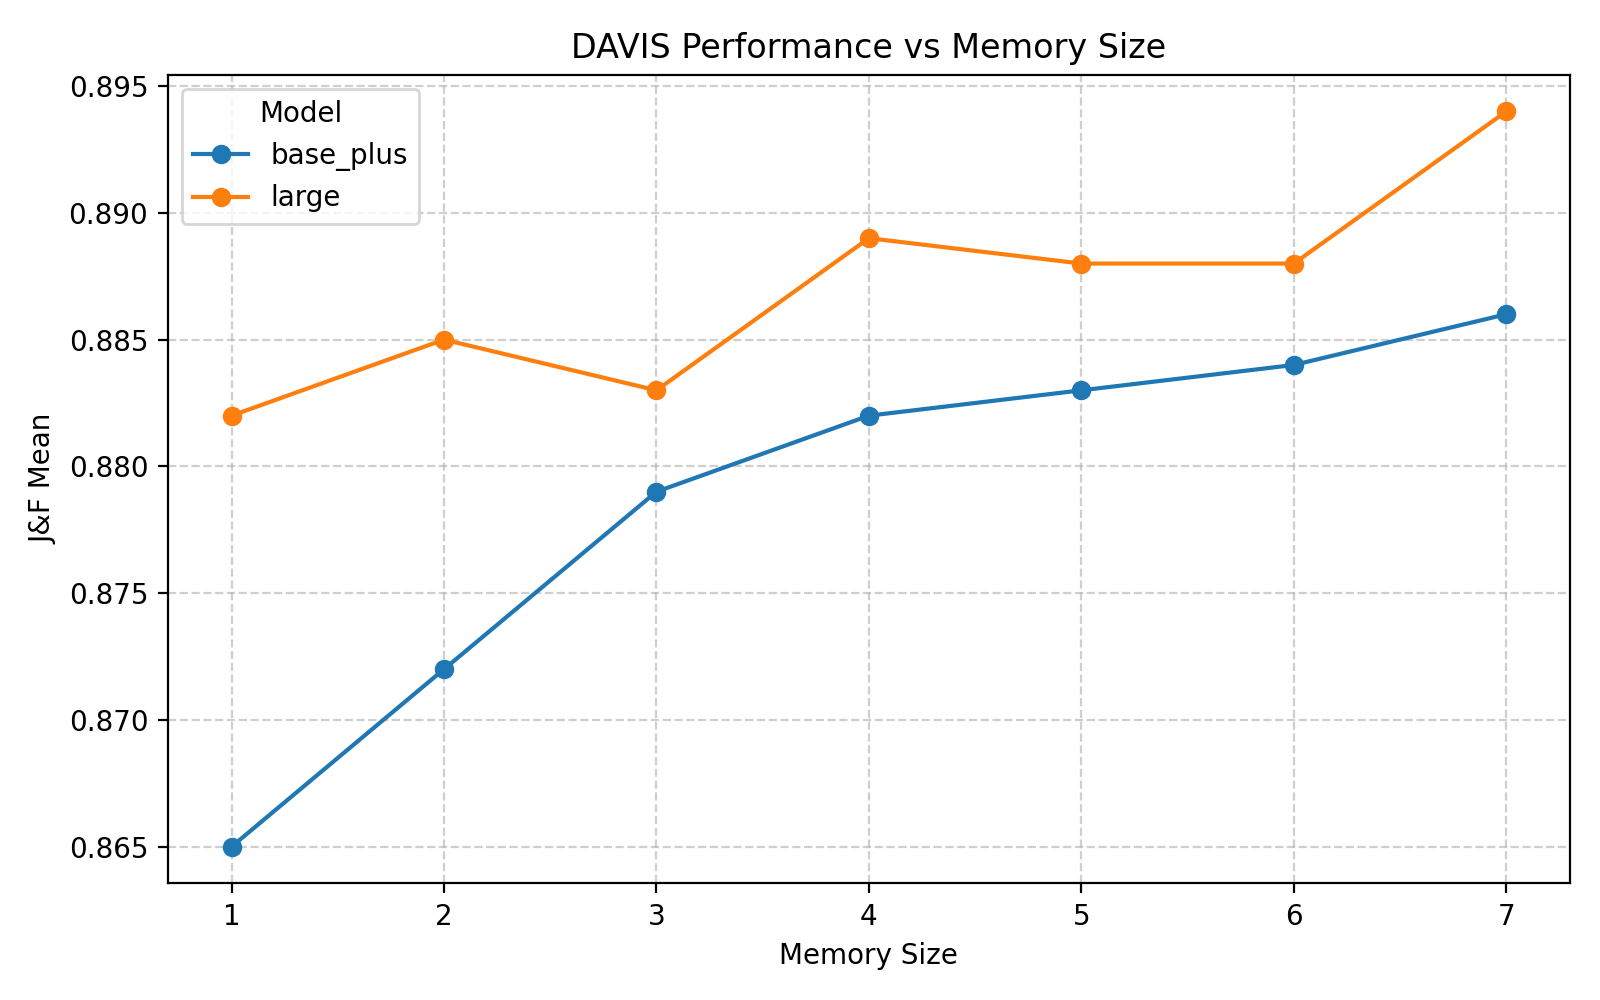 DAVIS Performance vs Memory Size
0.895
0.890
0.885
0.880
0.875
0.870
0.865
J&F Mean
Model
base_plus
large
1 2 3 4 5 6 7
Memory Size